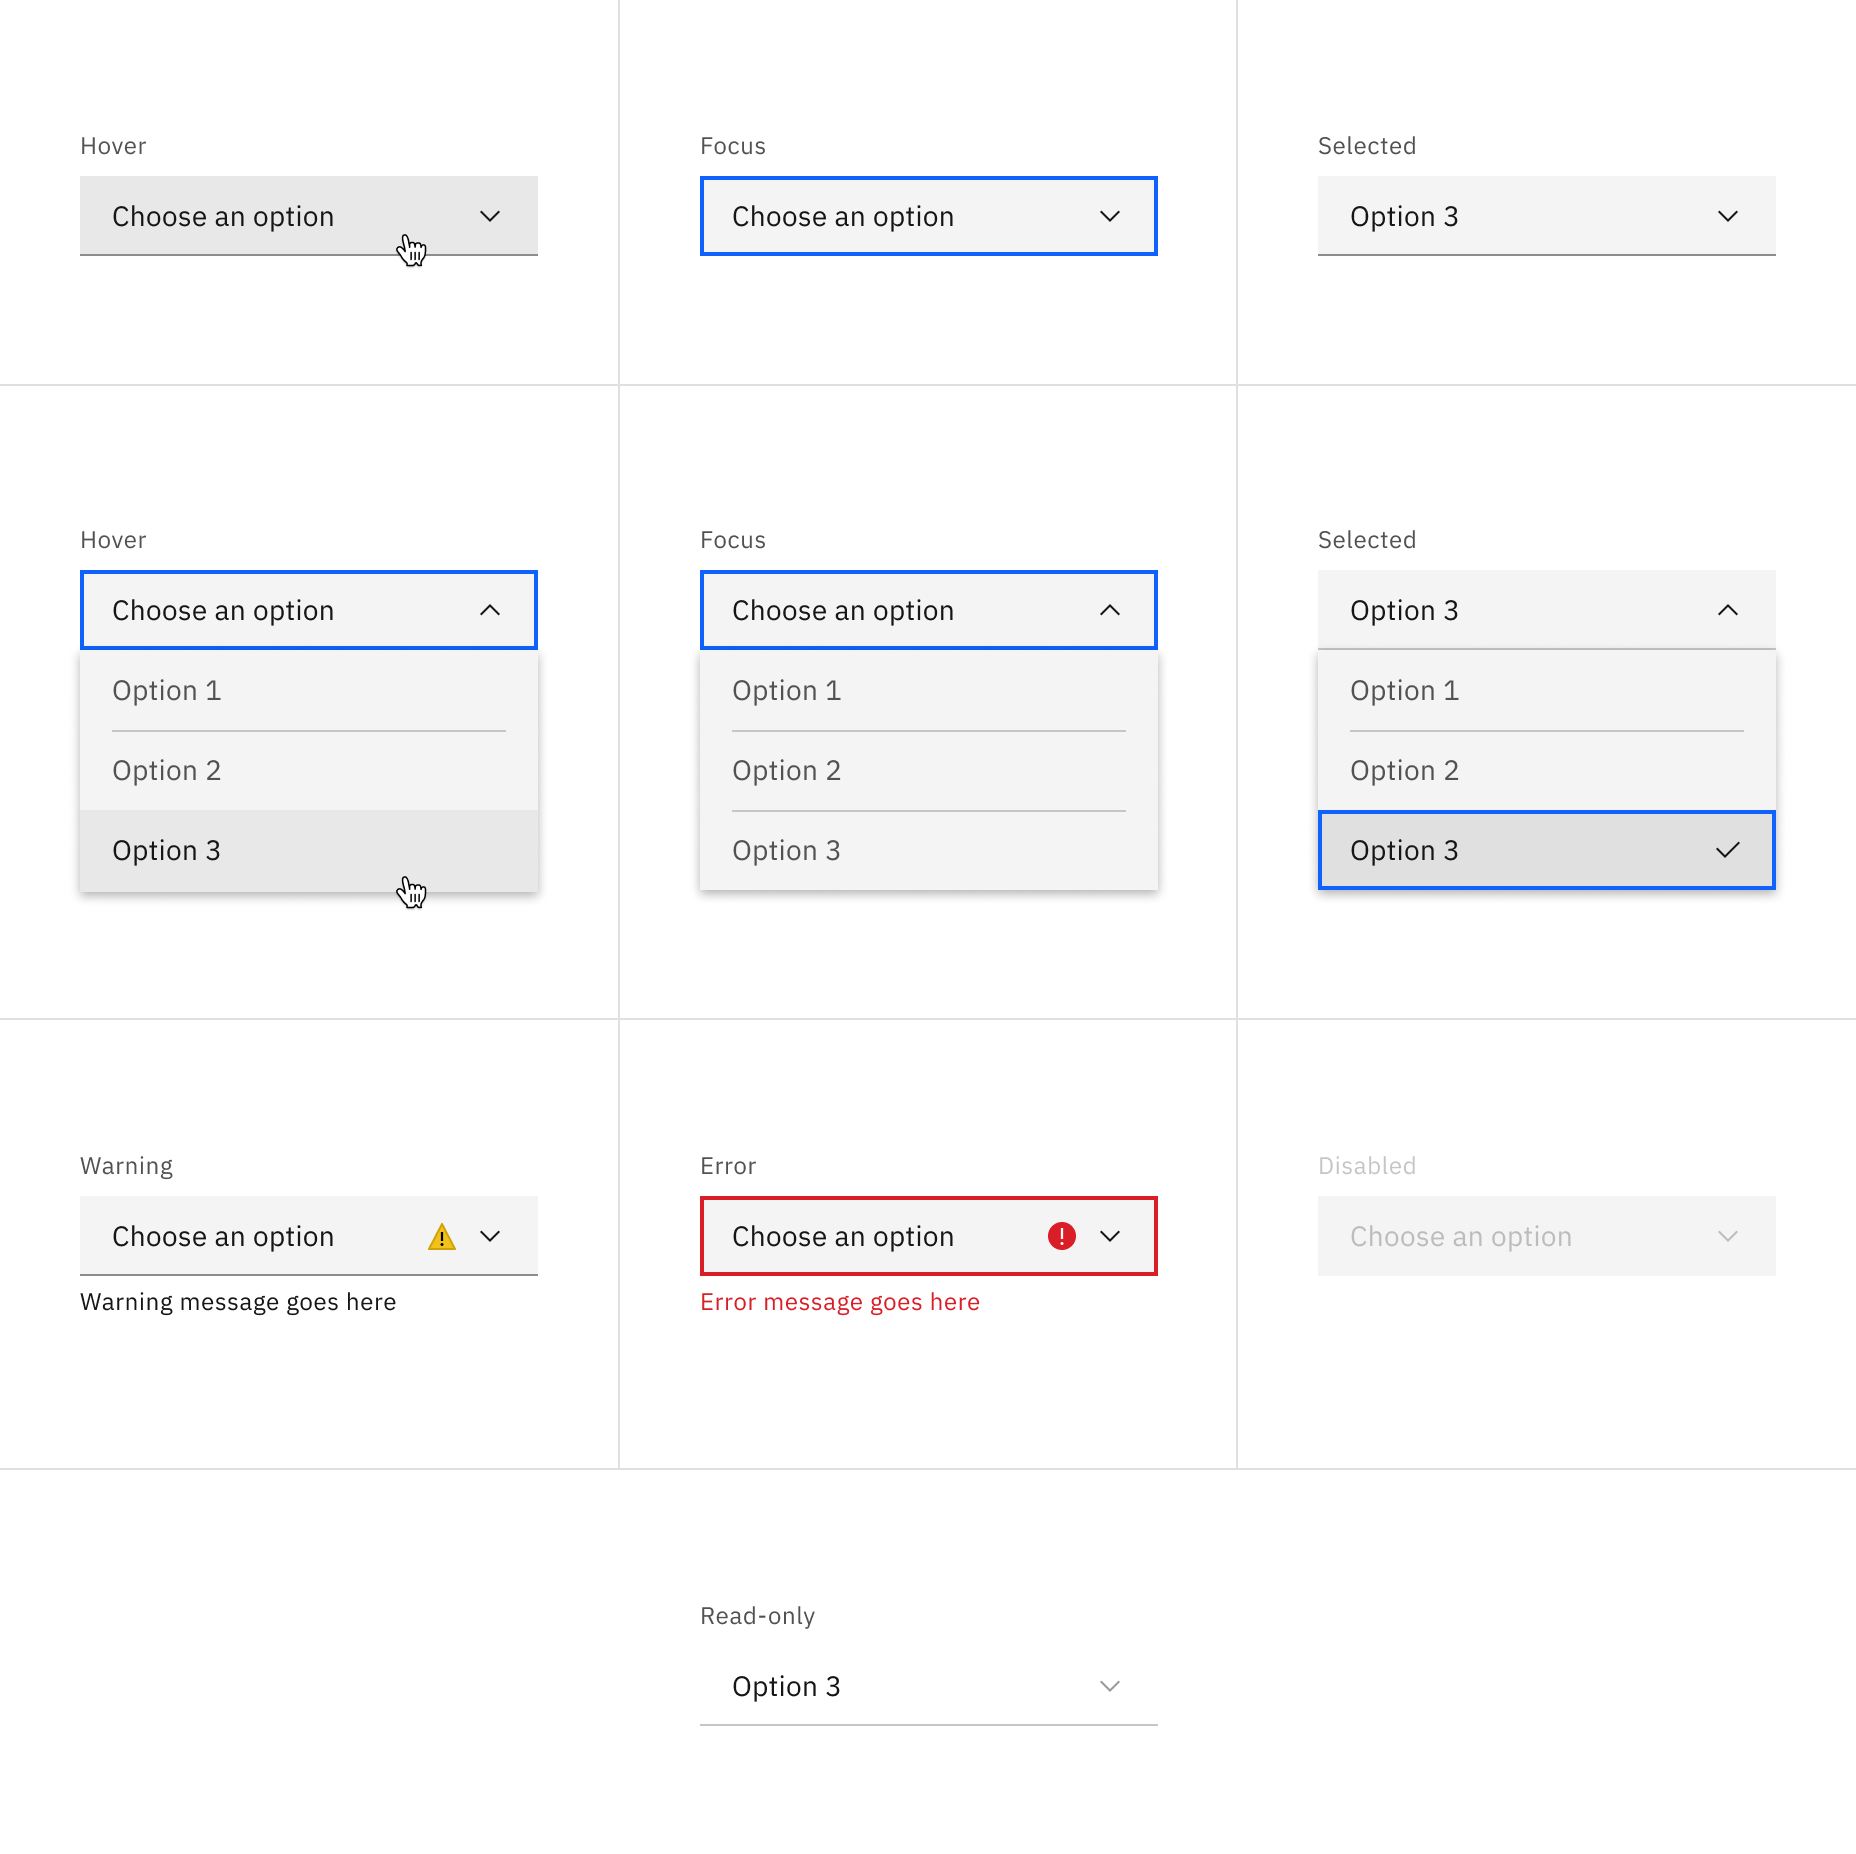 Hover
Choose an option
Focus
Choose an option
Selected
Option 3
Hover
Choose an option
Option 1
Option 2
Option 3
Focus
Choose an option
Option 1
Option 2
Option 3
Selected
Option 3
Option 1
Option 2
Option 3
Warning
Choose an option
Warning message goes here
Error
Choose an option
Error message goes here
Disabled
Choose an option
Read-only
Option 3